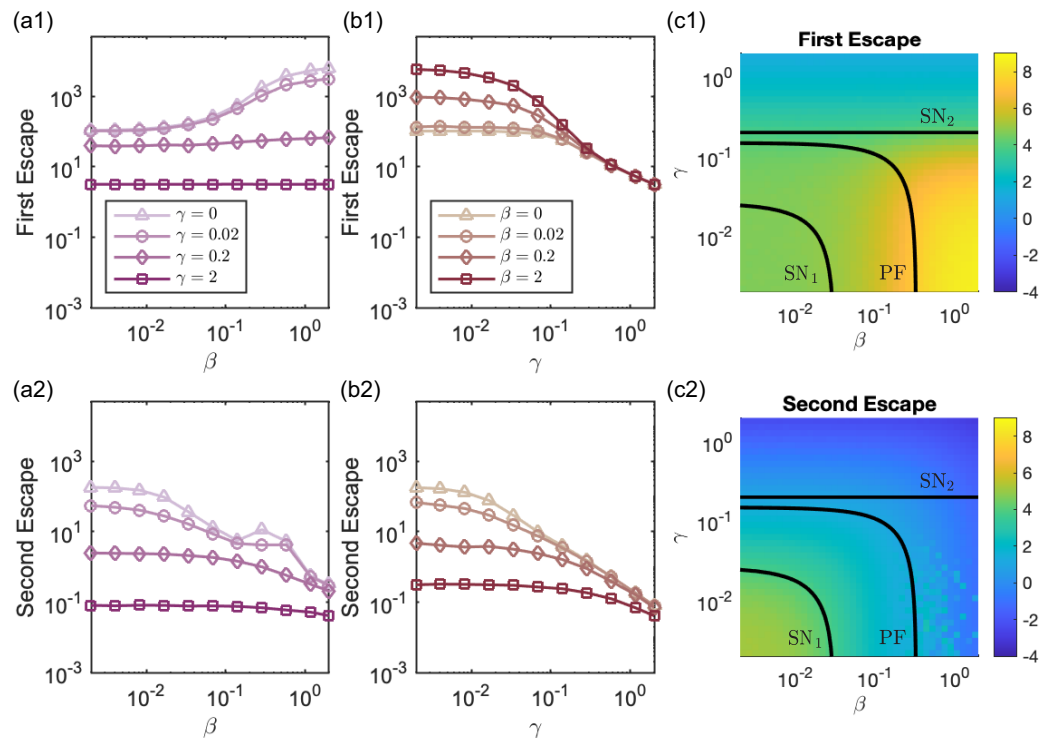 (a1)
(b1)
(c1)
First Escape
10^3
10^1
10^-1
10^-3
γ = 0
γ = 0.02
γ = 0.2
γ = 2
10^-2
10^-1
10^0
β
First Escape
10^3
10^1
10^-1
10^-3
β = 0
β = 0.02
β = 0.2
β = 2
10^-2
10^-1
10^0
γ
First Escape
γ
10^0
10^-1
10^-2
SN₂
SN₁
PF
10^-2
10^-1
10^0
β
8
6
4
2
0
-2
-4
(a2)
(b2)
(c2)
Second Escape
10^3
10^1
10^-1
10^-3
10^-2
10^-1
10^0
β
Second Escape
10^3
10^1
10^-1
10^-3
10^-2
10^-1
10^0
γ
Second Escape
γ
10^0
10^-1
10^-2
SN₂
SN₁
PF
10^-2
10^-1
10^0
β
8
6
4
2
0
-2
-4